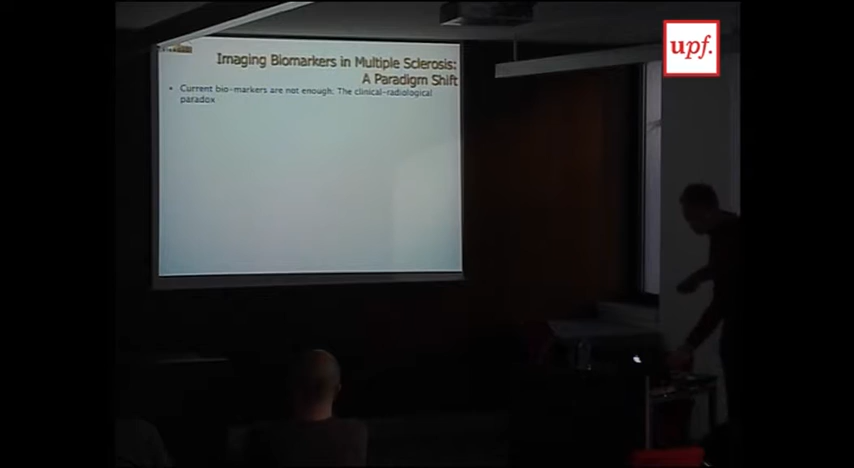 upf.
Imaging Biomarkers in Multiple Sclerosis:
A Paradigm Shift
• Current bio-markers are not enough: The clinical-radiological
paradox